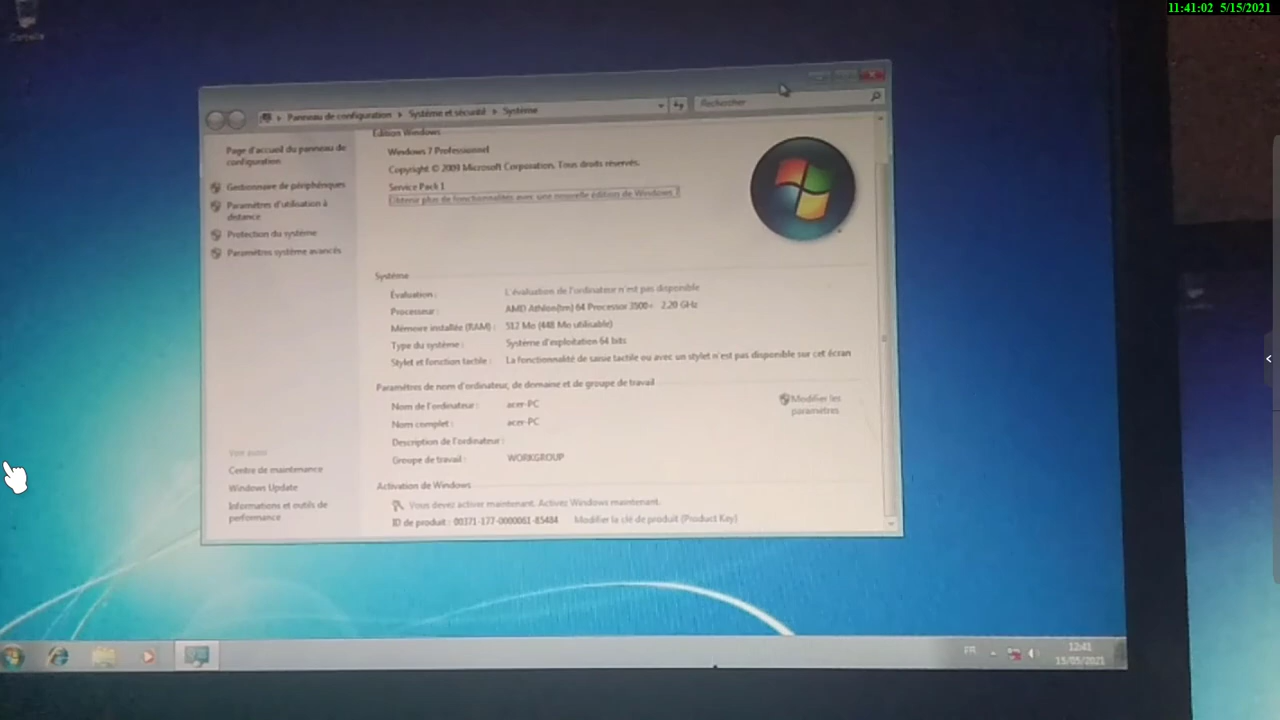 11:41:02 5/15/2021
Corbeille
Panneau de configuration
Système et sécurité
Système
Rechercher
Page d'accueil du panneau de
configuration
Gestionnaire de périphériques
Paramètres d'utilisation à
distance
Protection du système
Paramètres système avancés
Édition Windows
Windows 7 Professionnel
Copyright © 2009 Microsoft Corporation. Tous droits réservés.
Service Pack 1
Obtenir plus de fonctionnalités avec une nouvelle édition de Windows 7
Système
Évaluation :
L'évaluation de l'ordinateur n'est pas disponible
Processeur :
AMD Athlon(tm) 64 Processor 3500+ 2.20 GHz
Mémoire installée (RAM) :
512 Mo (448 Mo utilisable)
Type du système :
Système d'exploitation 64 bits
Stylet et fonction tactile :
La fonctionnalité de saisie tactile ou avec un stylet n'est pas disponible sur cet écran
Paramètres de nom d'ordinateur, de domaine et de groupe de travail
Nom de l'ordinateur :
acer-PC
Modifier les
paramètres
Nom complet :
acer-PC
Description de l'ordinateur :
Groupe de travail :
WORKGROUP
Voir aussi
Centre de maintenance
Windows Update
Informations et outils de
performance
Activation de Windows
Vous devez activer maintenant. Activez Windows maintenant.
ID de produit : 00371-177-0000061-85484
Modifier la clé de produit (Product Key)
FR
12:41
15/05/2021